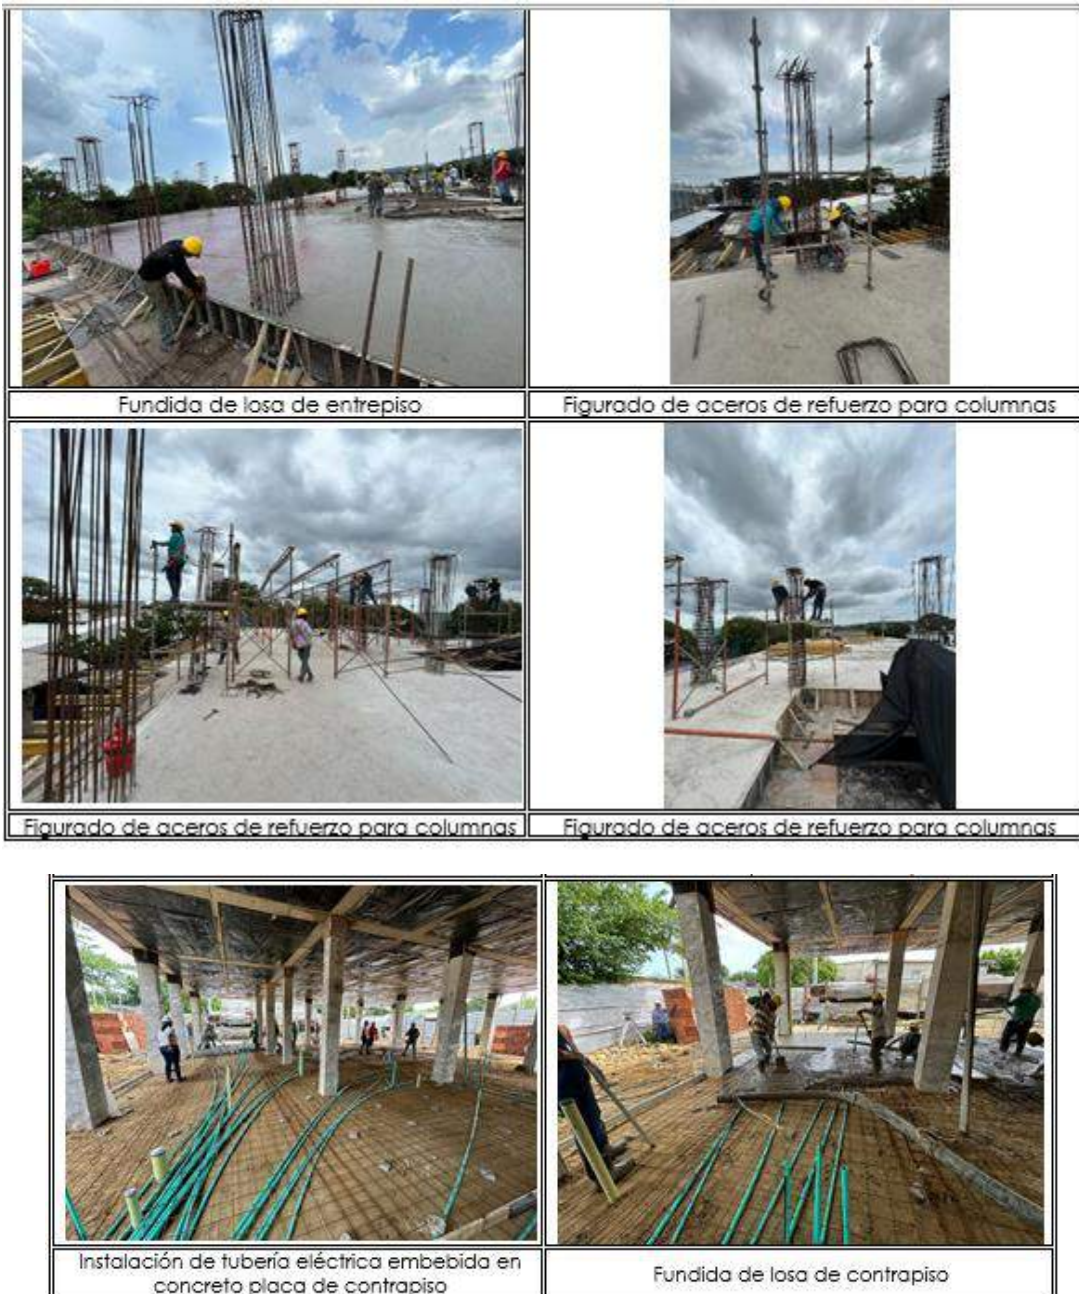 Fundida de losa de entrepiso
Figurado de aceros de refuerzo para columnas
Figurado de aceros de refuerzo para columnas
Figurado de aceros de refuerzo para columnas
Instalación de tubería eléctrica embebida en
concreto placa de contrapiso
Fundida de losa de contrapiso